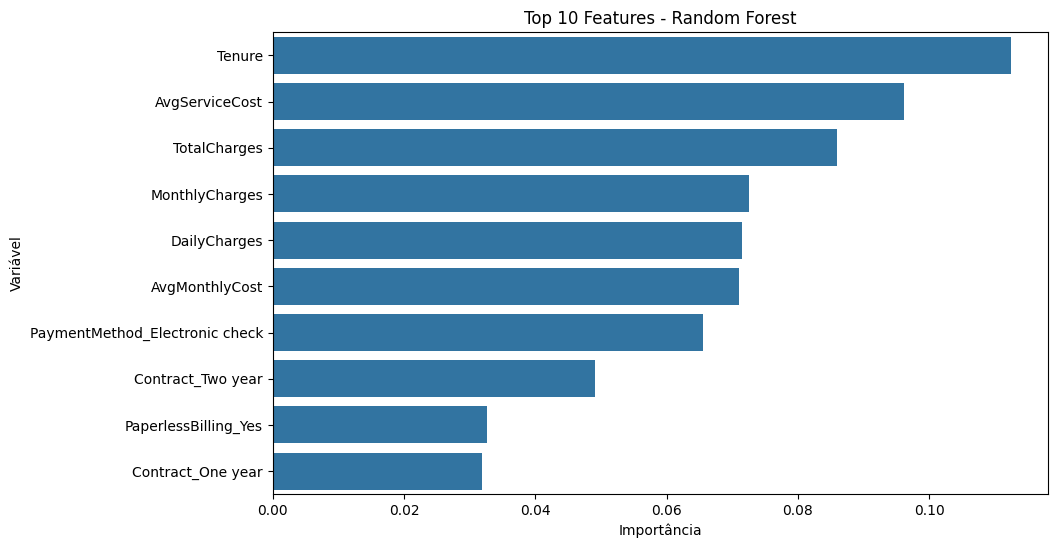 Top 10 Features - Random Forest
Variável
Tenure
AvgServiceCost
TotalCharges
MonthlyCharges
DailyCharges
AvgMonthlyCost
PaymentMethod_Electronic check
Contract_Two year
PaperlessBilling_Yes
Contract_One year
0.00 0.02 0.04 0.06 0.08 0.10
Importância